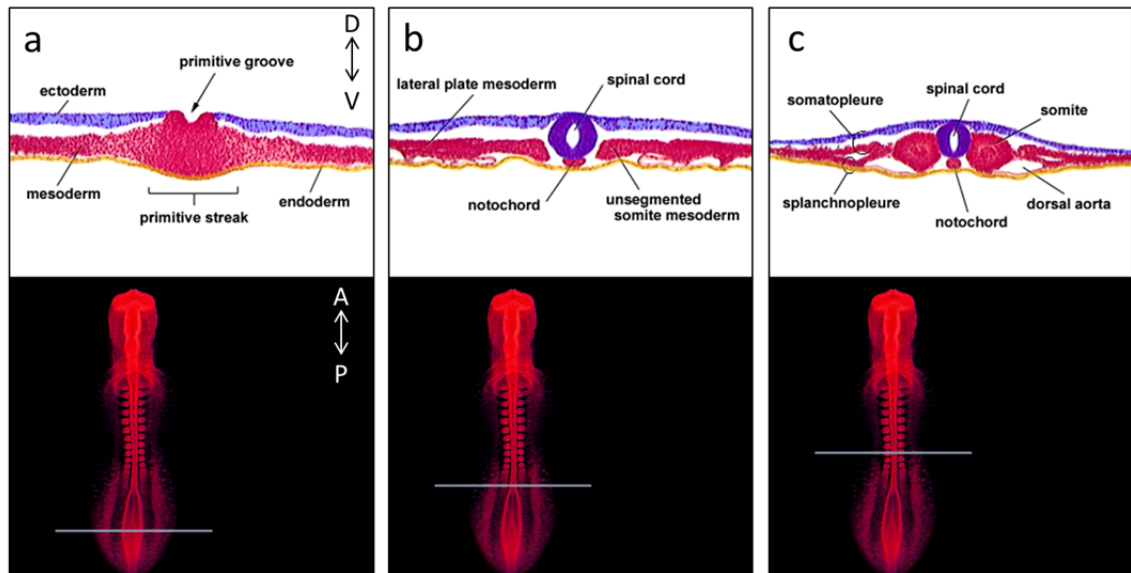 a
D
V
primitive groove
ectoderm
mesoderm
endoderm
primitive streak
A
P
b
lateral plate mesoderm
spinal cord
notochord
unsegmented
somite mesoderm
c
spinal cord
somatopleure
somite
splanchnopleure
dorsal aorta
notochord